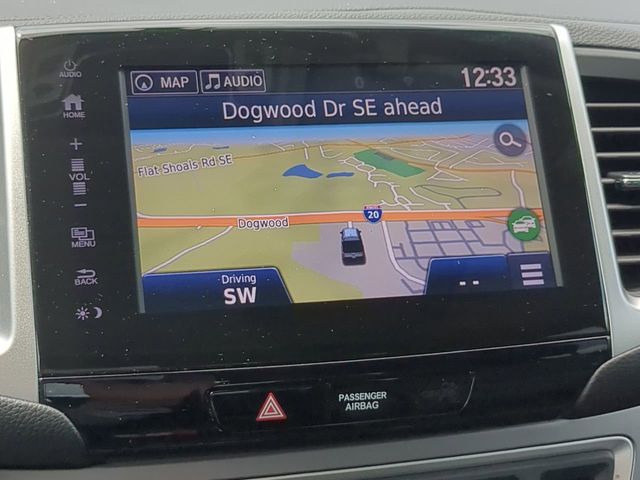 AUDIO
HOME
+
VOL
−
MENU
BACK
MAP
AUDIO
12:33
Dogwood Dr SE ahead
Flat Shoals Rd SE
Dogwood
20
Driving
SW
--
PASSENGER
AIRBAG